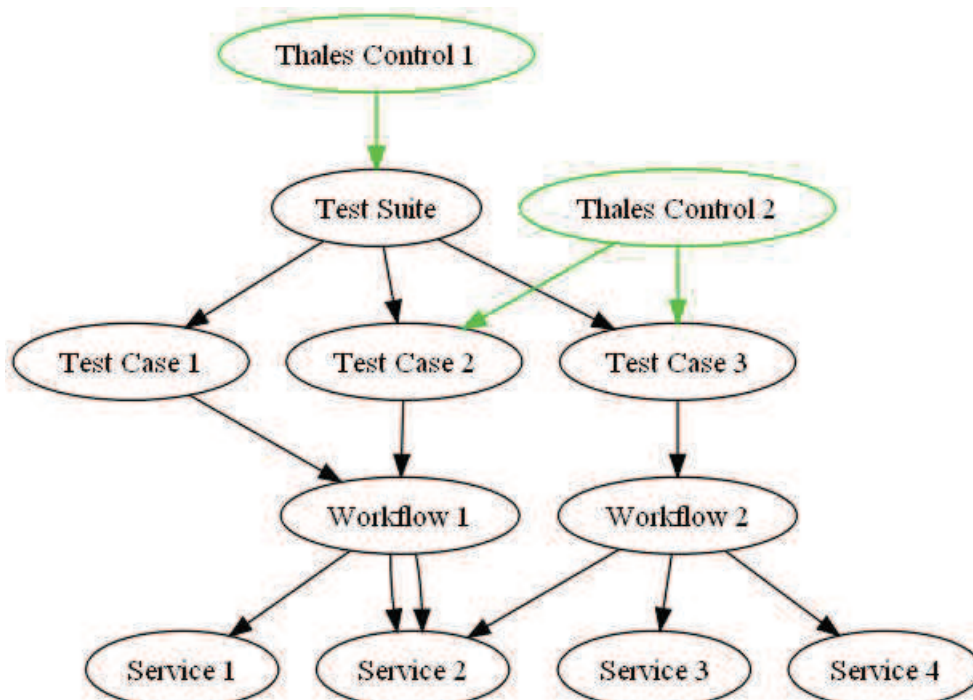 Thales Control 1
Test Suite
Thales Control 2
Test Case 1
Test Case 2
Test Case 3
Workflow 1
Workflow 2
Service 1
Service 2
Service 3
Service 4